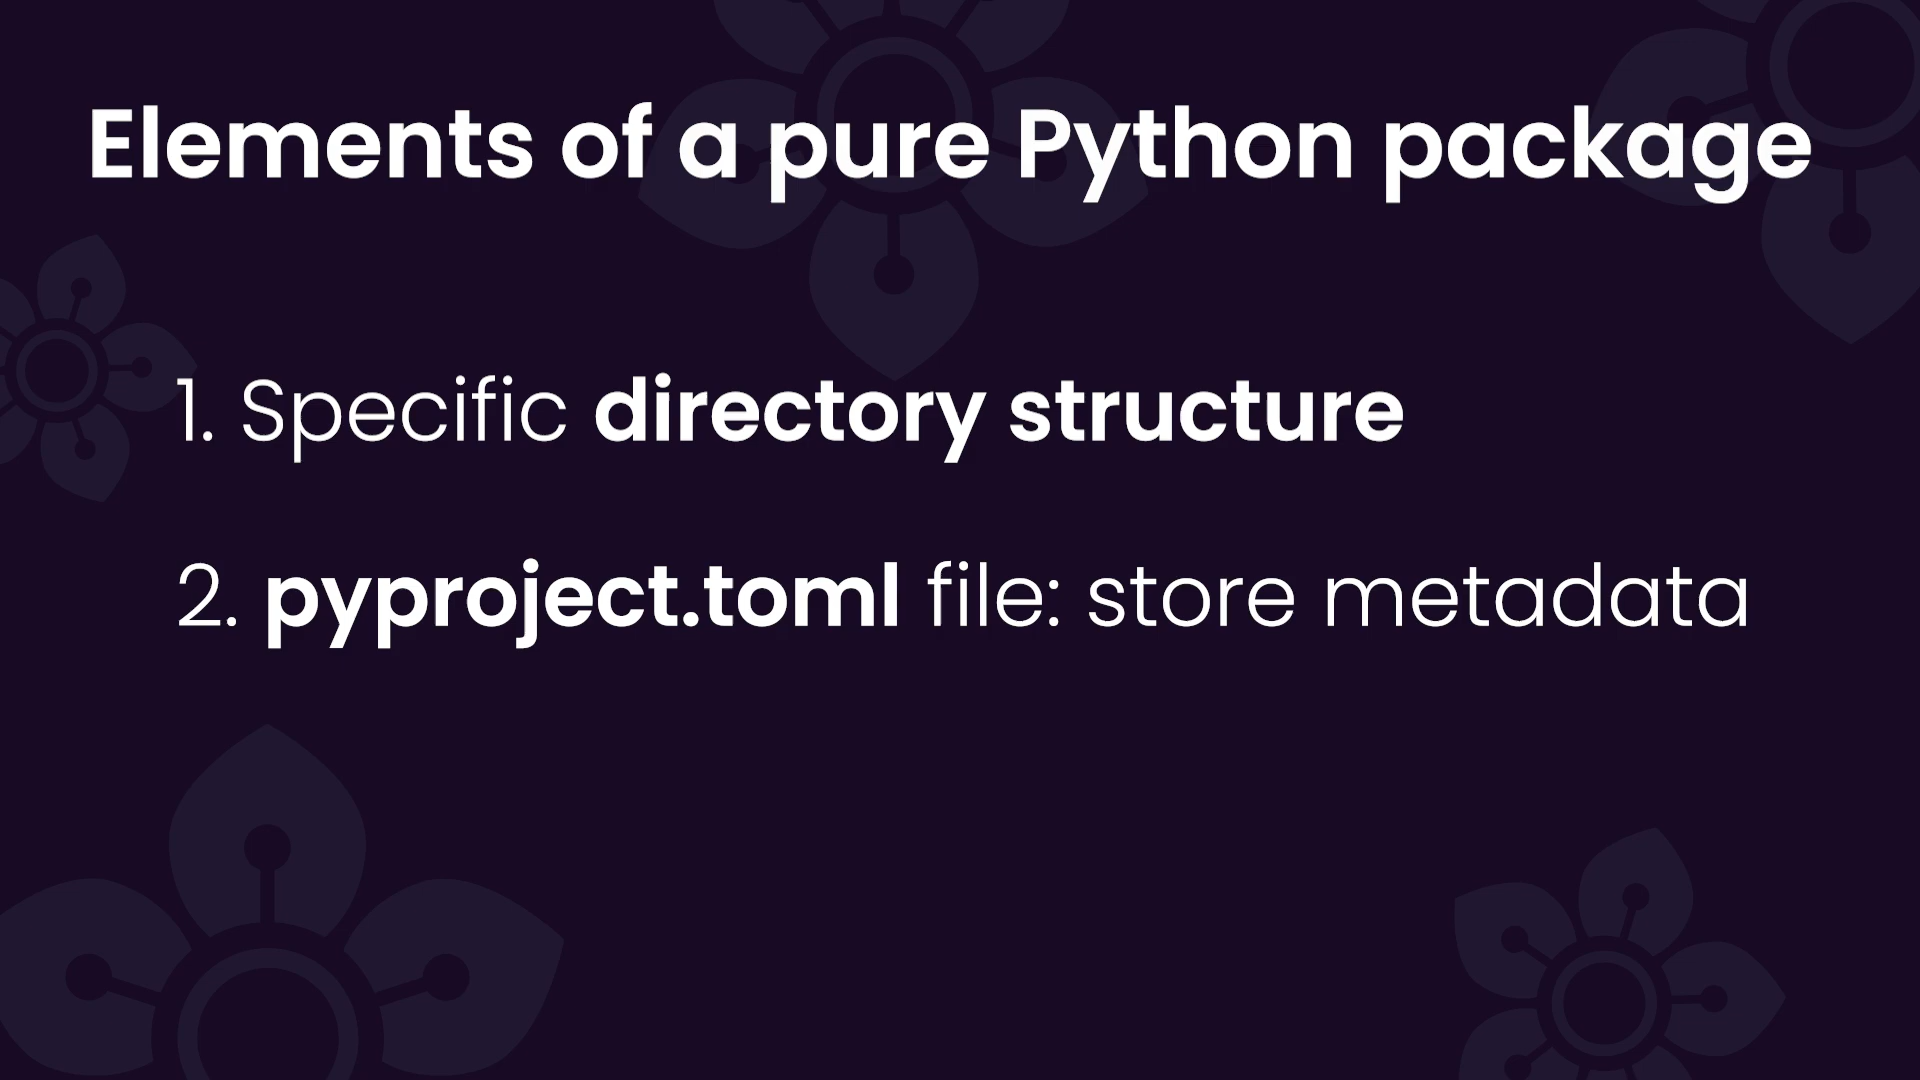 Elements of a pure Python package
1. Specific directory structure
2. pyproject.toml file: store metadata